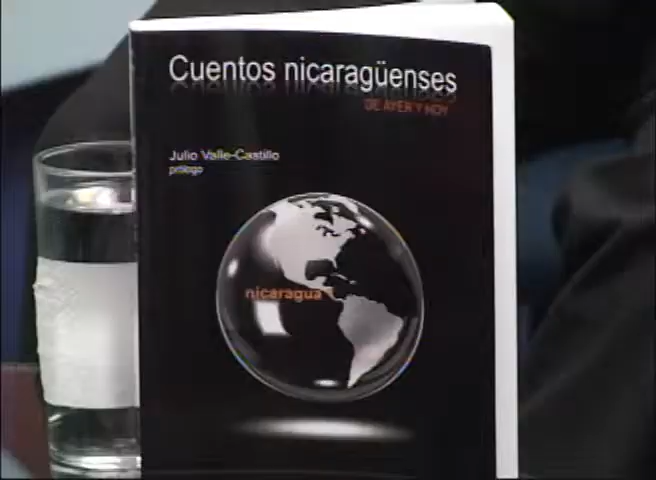 Cuentos nicaragüenses
DE AYER Y HOY
Julio Valle-Castillo
prólogo
nicaragua